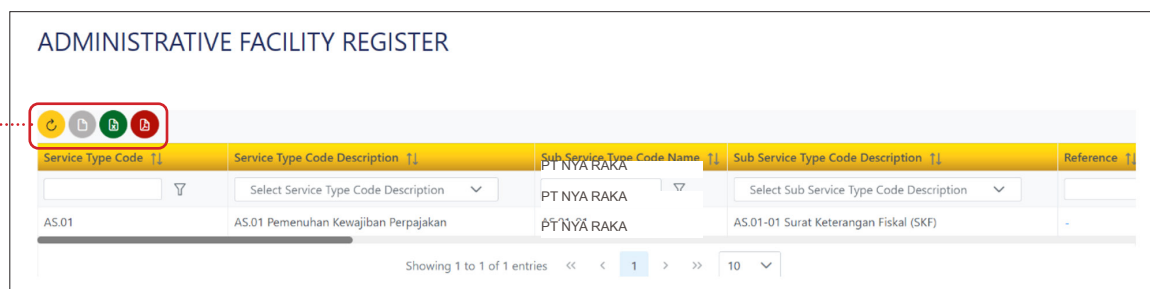 ADMINISTRATIVE FACILITY REGISTER
Service Type Code Service Type Code Description Sub Service Type Code Name Sub Service Type Code Description Reference
PT NYA RAKA
Select Service Type Code Description Select Sub Service Type Code Description
PT NYA RAKA
AS.01 AS.01 Pemenuhan Kewajiban Perpajakan AS.01-01 Surat Keterangan Fiskal (SKF) -
PT NYA RAKA
Showing 1 to 1 of 1 entries << < 1 > >> 10